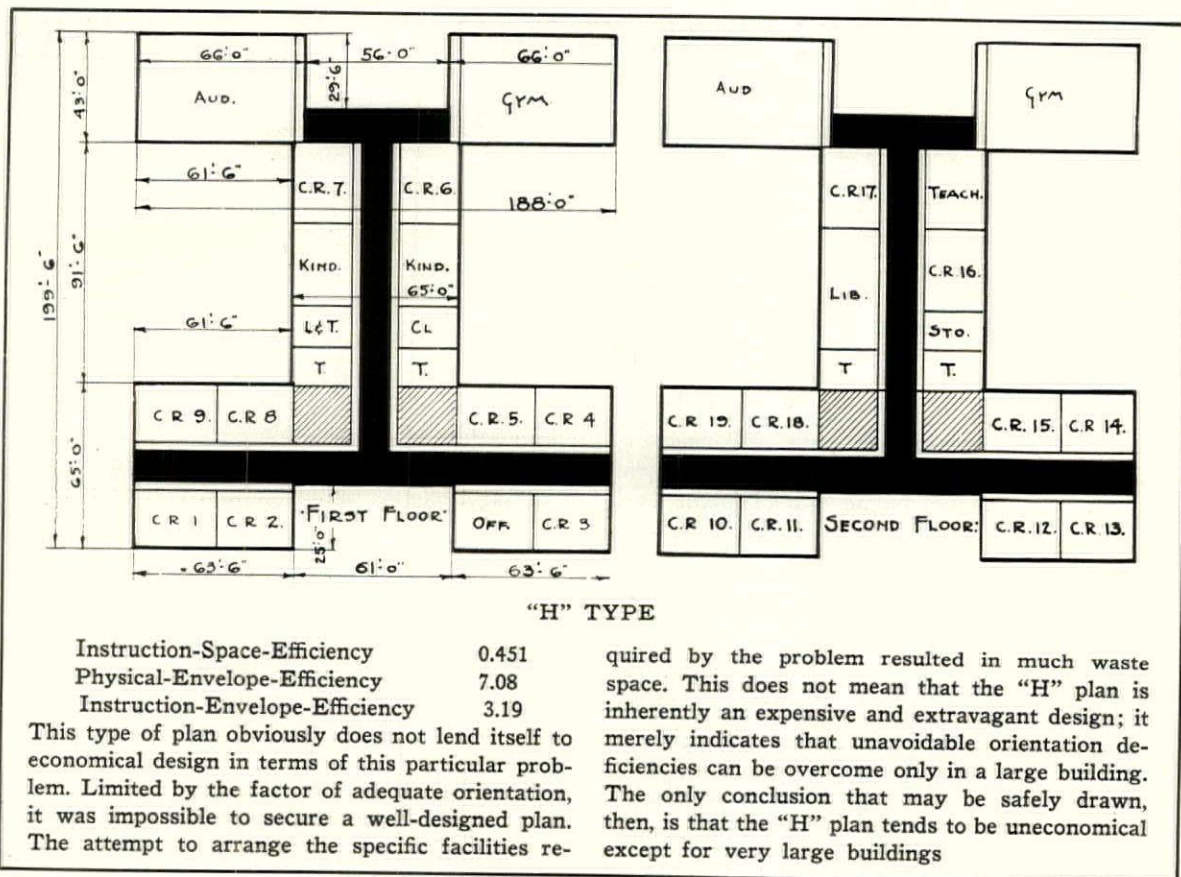 66'-0" 56-0" 66'-0"
AUD. 29'-6" GYM
43'-0"
61'-6" C.R.7. C.R.6.
188'-0"
199'-6" 91'-6"
KIND. KIND.
65'-0"
61'-6" L&T. CL
T. T.
C R 9. C R 8 C.R.5. C.R 4
65'-0"
C R 1 C R 2. ·FIRST FLOOR· OFF. C.R 3
25'-0"
63'-6" 61'-0" 63'-6"
AUD GYM
C.R.17. TEACH.
LIB. C.R.16.
STO.
T T.
C.R 19. C.R.18. C.R. 15. C.R 14.
C.R 10. C.R.11. SECOND FLOOR: C.R.12. C.R.13.
"H" TYPE
Instruction-Space-Efficiency 0.451
Physical-Envelope-Efficiency 7.08
Instruction-Envelope-Efficiency 3.19
This type of plan obviously does not lend itself to
economical design in terms of this particular prob-
lem. Limited by the factor of adequate orientation,
it was impossible to secure a well-designed plan.
The attempt to arrange the specific facilities re-
quired by the problem resulted in much waste
space. This does not mean that the "H" plan is
inherently an expensive and extravagant design; it
merely indicates that unavoidable orientation de-
ficiencies can be overcome only in a large building.
The only conclusion that may be safely drawn,
then, is that the "H" plan tends to be uneconomical
except for very large buildings